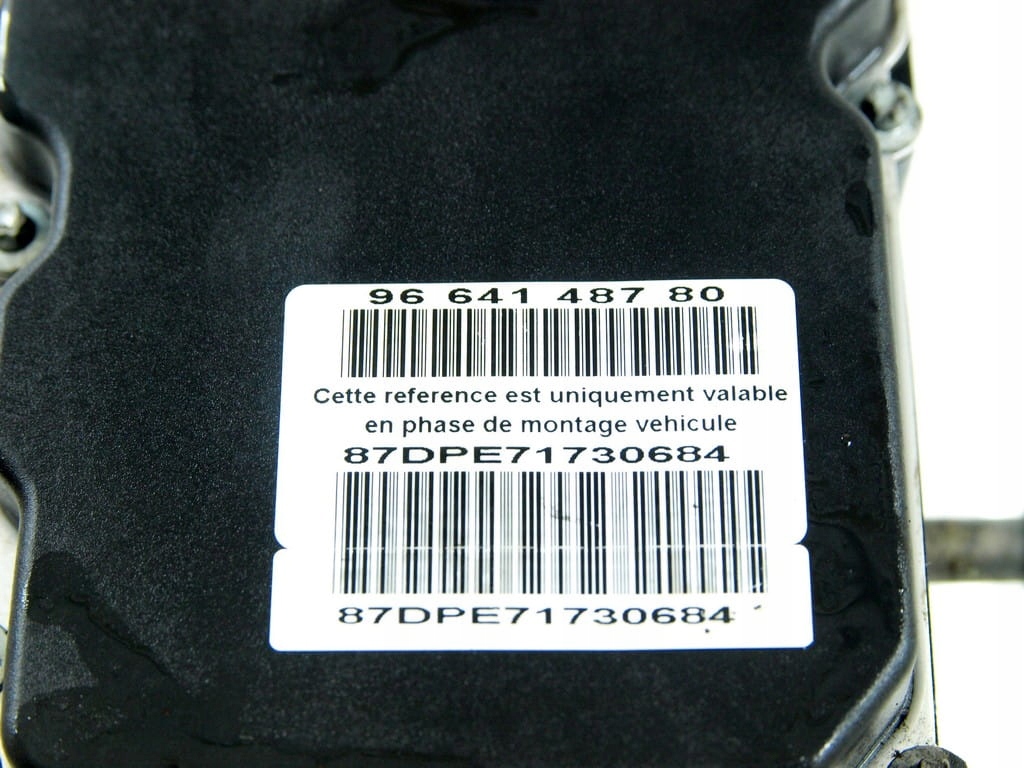 96 641 487 80
Cette reference est uniquement valable
en phase de montage vehicule
87DPE71730684
87DPE71730684